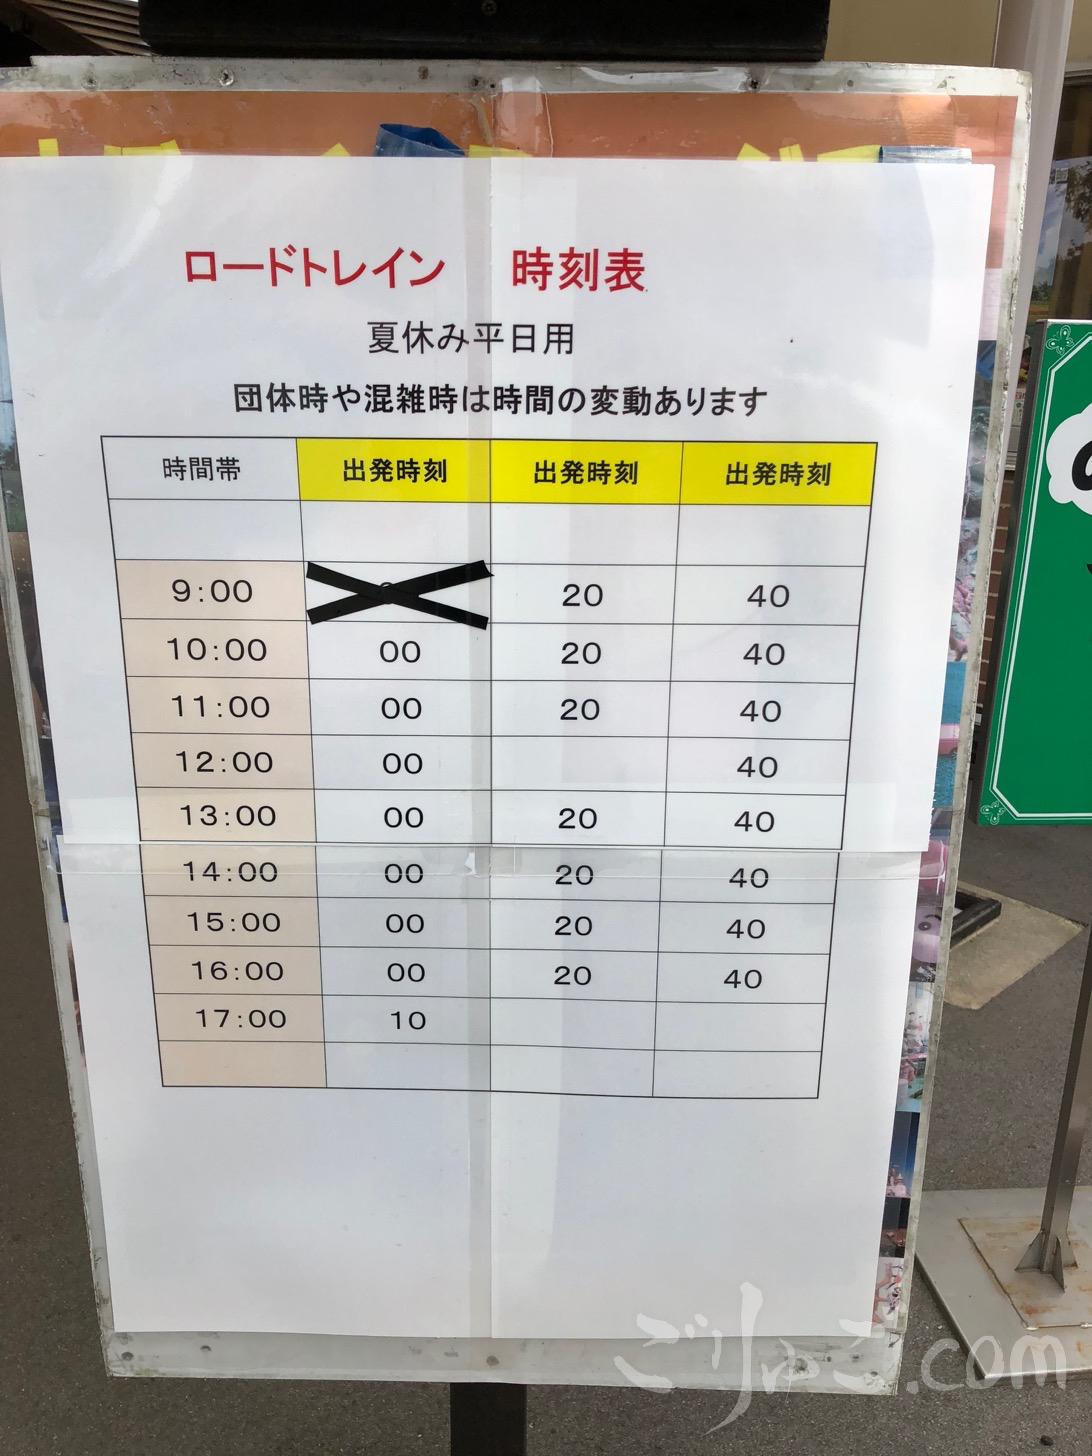 ロードトレイン 時刻表
夏休み平日用
団体時や混雑時は時間の変動あります
時間帯 出発時刻 出発時刻 出発時刻
9:00 20 40
10:00 00 20 40
11:00 00 20 40
12:00 00 40
13:00 00 20 40
14:00 00 20 40
15:00 00 20 40
16:00 00 20 40
17:00 10
ごりゅご.com